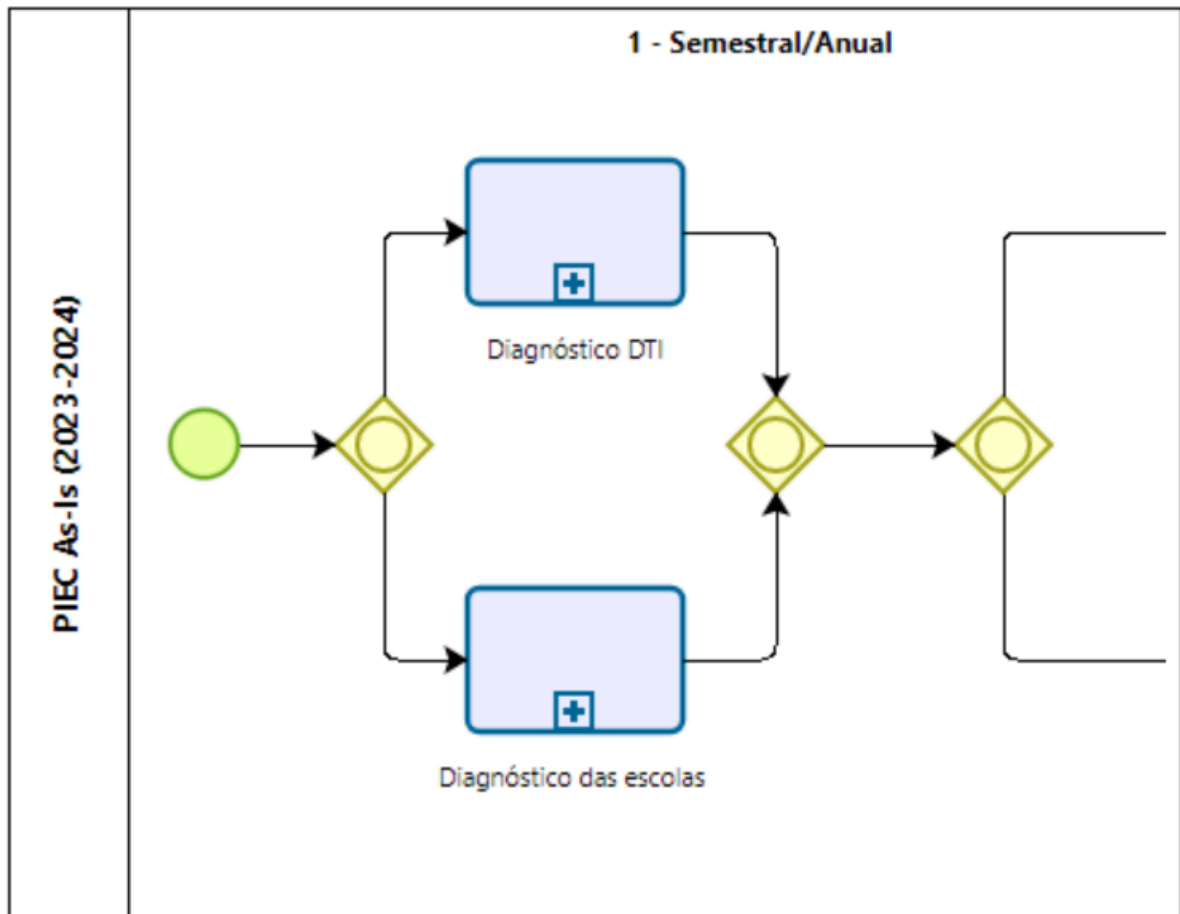 PIEC As-Is (2023-2024)
1 - Semestral/Anual
Diagnóstico DTI
Diagnóstico das escolas